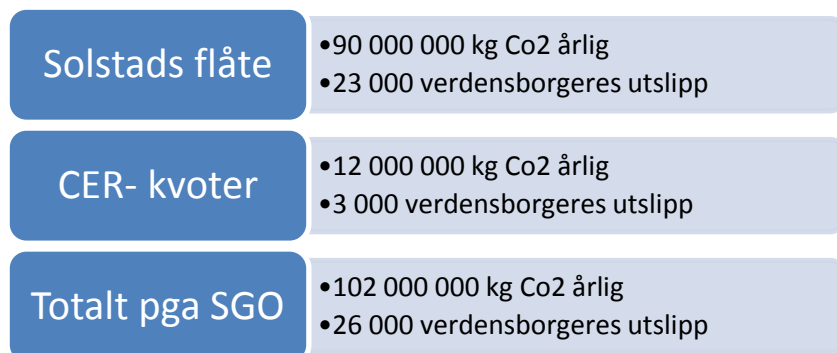 Solstads flåte
•90 000 000 kg Co2 årlig
•23 000 verdensborgeres utslipp
CER- kvoter
•12 000 000 kg Co2 årlig
•3 000 verdensborgeres utslipp
Totalt pga SGO
•102 000 000 kg Co2 årlig
•26 000 verdensborgeres utslipp